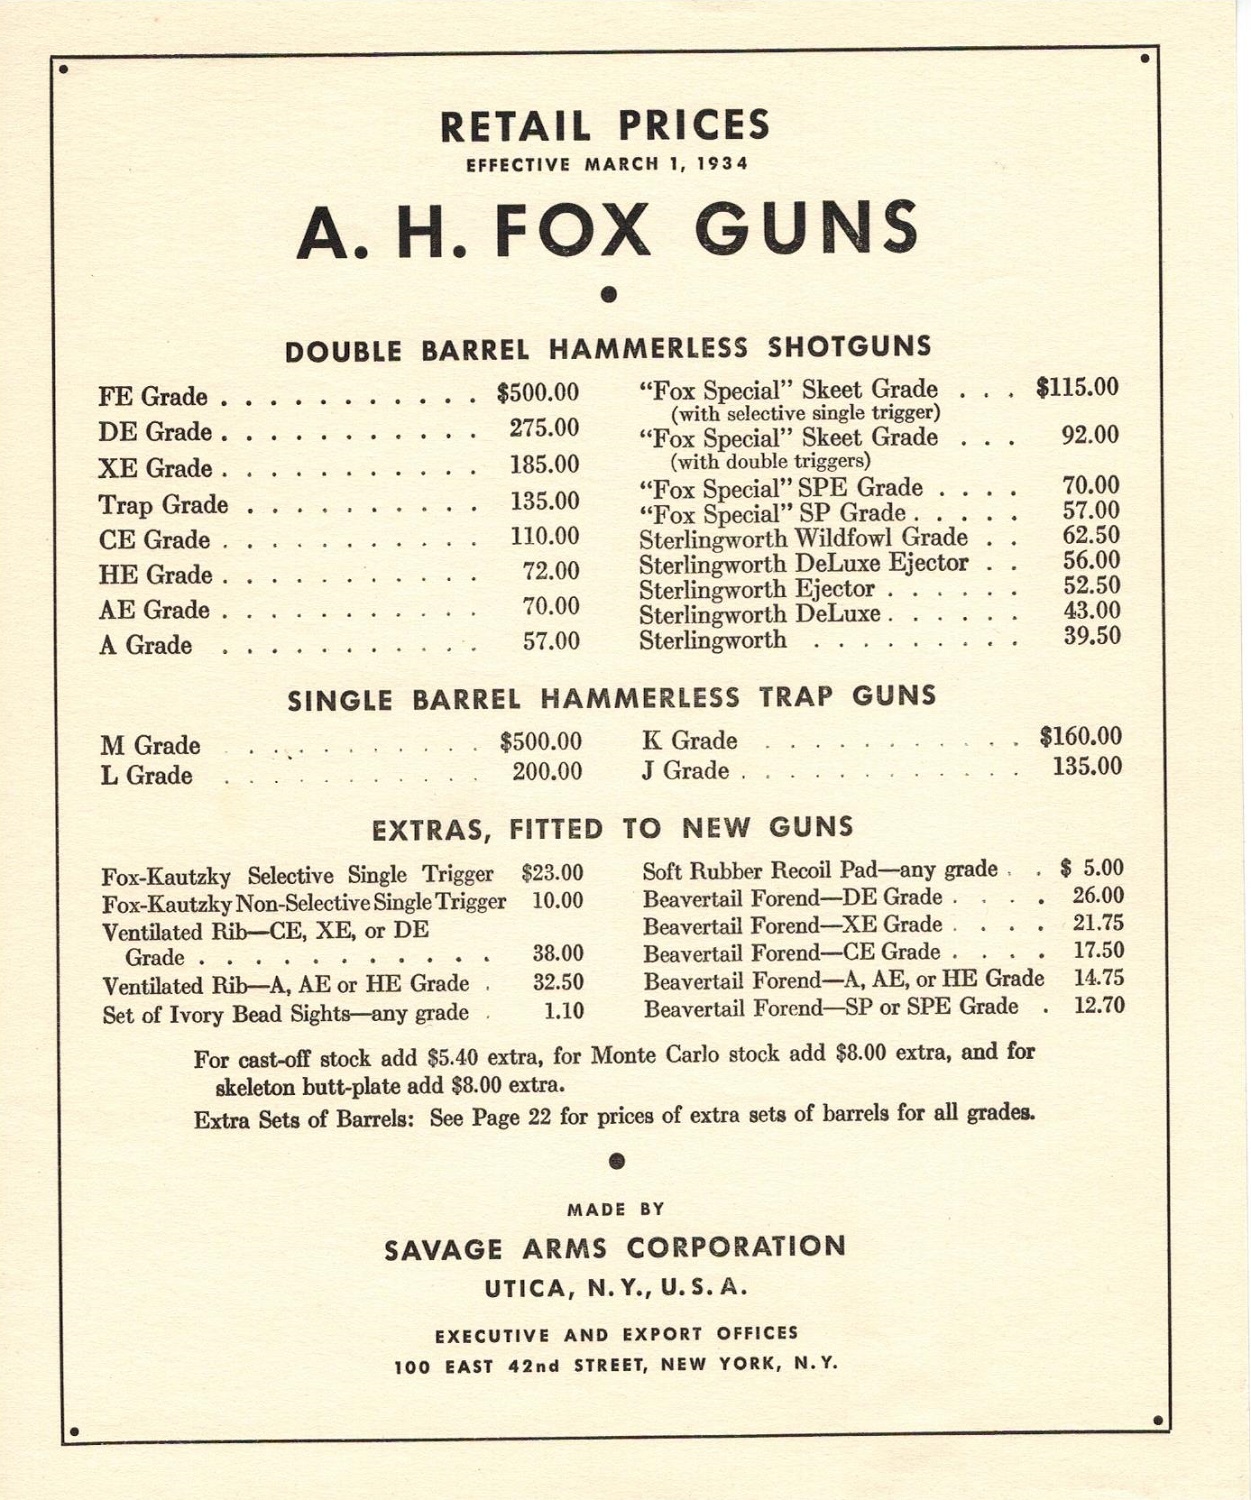 RETAIL PRICES
EFFECTIVE MARCH 1, 1934
A. H. FOX GUNS
DOUBLE BARREL HAMMERLESS SHOTGUNS
FE Grade . . . . . . . . . . . $500.00
DE Grade . . . . . . . . . . . 275.00
XE Grade . . . . . . . . . . . 185.00
Trap Grade . . . . . . . . . . 135.00
CE Grade . . . . . . . . . . . 110.00
HE Grade . . . . . . . . . . . 72.00
AE Grade . . . . . . . . . . . 70.00
A Grade . . . . . . . . . . . 57.00
“Fox Special” Skeet Grade . . . $115.00
(with selective single trigger)
“Fox Special” Skeet Grade . . . 92.00
(with double triggers)
“Fox Special” SPE Grade . . . . 70.00
“Fox Special” SP Grade . . . . . 57.00
Sterlingworth Wildfowl Grade . . 62.50
Sterlingworth DeLuxe Ejector . . 56.00
Sterlingworth Ejector . . . . . . 52.50
Sterlingworth DeLuxe . . . . . . 43.00
Sterlingworth . . . . . . . . . 39.50
SINGLE BARREL HAMMERLESS TRAP GUNS
M Grade . . . . . . . . . . $500.00
L Grade . . . . . . . . . . . 200.00
K Grade . . . . . . . . . . . $160.00
J Grade . . . . . . . . . . . . 135.00
EXTRAS, FITTED TO NEW GUNS
Fox-Kautzky Selective Single Trigger $23.00
Fox-Kautzky Non-Selective Single Trigger 10.00
Ventilated Rib—CE, XE, or DE
Grade . . . . . . . . . . . . 38.00
Ventilated Rib—A, AE or HE Grade . 32.50
Set of Ivory Bead Sights—any grade . 1.10
Soft Rubber Recoil Pad—any grade . . $ 5.00
Beavertail Forend—DE Grade . . . . 26.00
Beavertail Forend—XE Grade . . . . 21.75
Beavertail Forend—CE Grade . . . . 17.50
Beavertail Forend—A, AE, or HE Grade 14.75
Beavertail Forend—SP or SPE Grade . 12.70
For cast-off stock add $5.40 extra, for Monte Carlo stock add $8.00 extra, and for
skeleton butt-plate add $8.00 extra.
Extra Sets of Barrels: See Page 22 for prices of extra sets of barrels for all grades.
MADE BY
SAVAGE ARMS CORPORATION
UTICA, N. Y., U. S. A.
EXECUTIVE AND EXPORT OFFICES
100 EAST 42nd STREET, NEW YORK, N. Y.